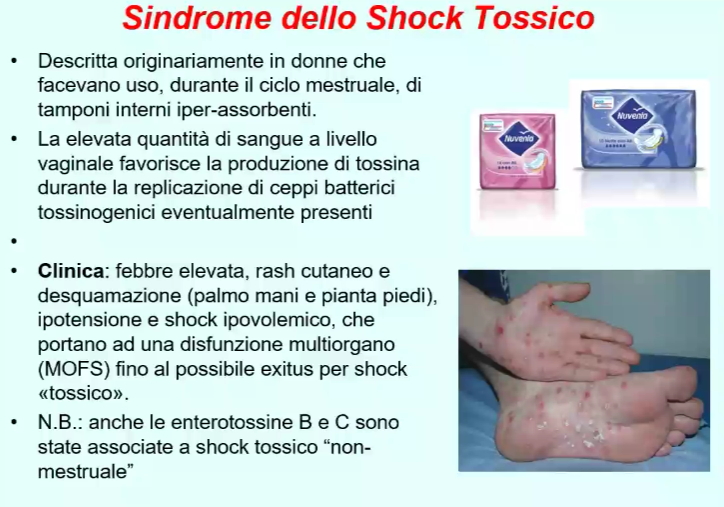 Sindrome dello Shock Tossico
• Descritta originariamente in donne che
facevano uso, durante il ciclo mestruale, di
tamponi interni iper-assorbenti.
• La elevata quantità di sangue a livello
vaginale favorisce la produzione di tossina
durante la replicazione di ceppi batterici
tossinogenici eventualmente presenti
•
• Clinica: febbre elevata, rash cutaneo e
desquamazione (palmo mani e pianta piedi),
ipotensione e shock ipovolemico, che
portano ad una disfunzione multiorgano
(MOFS) fino al possibile exitus per shock
«tossico».
• N.B.: anche le enterotossine B e C sono
state associate a shock tossico “non-
mestruale”
Nuvenia
Nuvenia